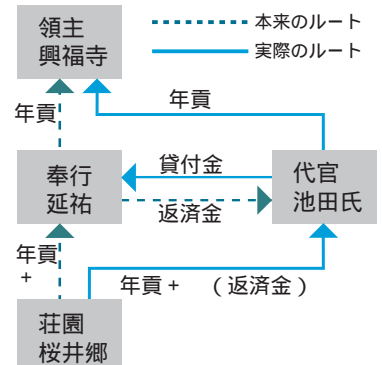 領主
興福寺
本来のルート
実際のルート
年貢
年貢
奉行
延祐
貸付金
返済金
代官
池田氏
年貢
+
年貢+　(返済金)
荘園
桜井郷